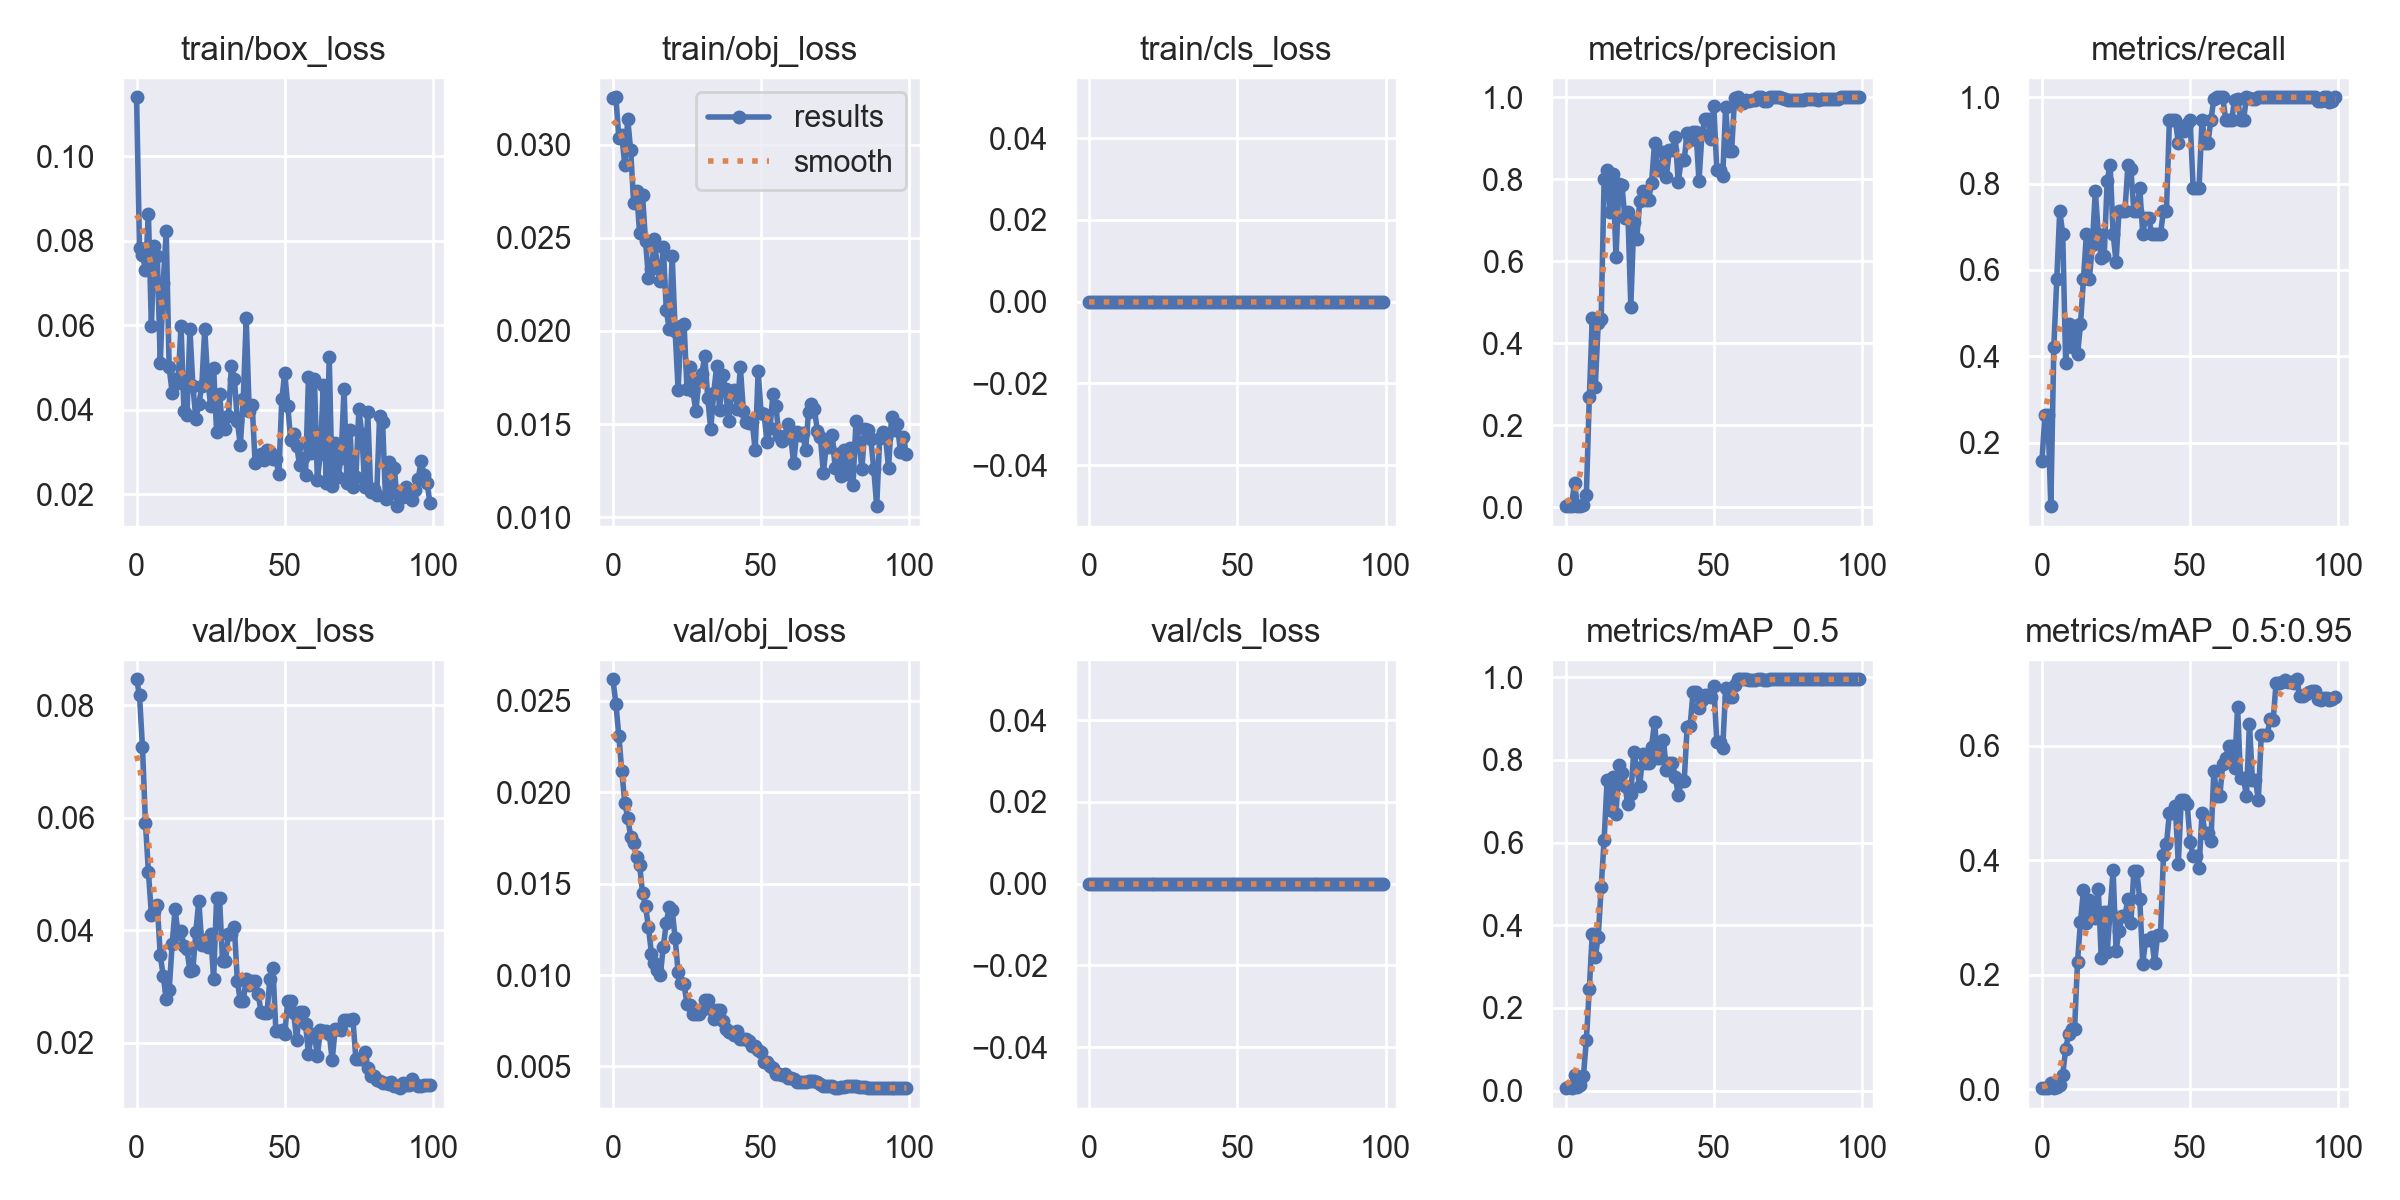 train/box_loss
train/obj_loss
train/cls_loss
metrics/precision
metrics/recall
0.10
0.08
0.06
0.04
0.02
0 50 100
results
smooth
0.030
0.025
0.020
0.015
0.010
0 50 100
0.04
0.02
0.00
−0.02
−0.04
0 50 100
1.0
0.8
0.6
0.4
0.2
0.0
0 50 100
1.0
0.8
0.6
0.4
0.2
0 50 100
val/box_loss
val/obj_loss
val/cls_loss
metrics/mAP_0.5
metrics/mAP_0.5:0.95
0.08
0.06
0.04
0.02
0 50 100
0.025
0.020
0.015
0.010
0.005
0 50 100
0.04
0.02
0.00
−0.02
−0.04
0 50 100
1.0
0.8
0.6
0.4
0.2
0.0
0 50 100
0.6
0.4
0.2
0.0
0 50 100